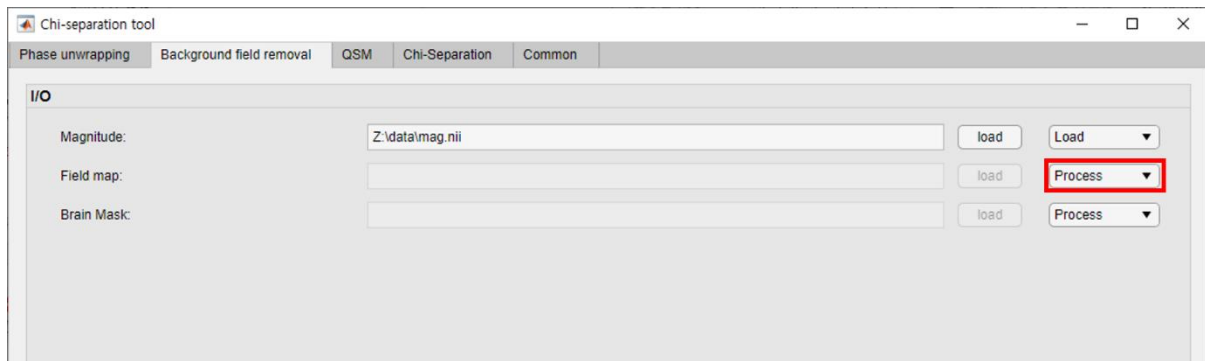 Chi-separation tool
Phase unwrapping Background field removal QSM Chi-Separation Common
I/O
Magnitude: Z:\data\mag.nii load Load
Field map: load Process
Brain Mask: load Process